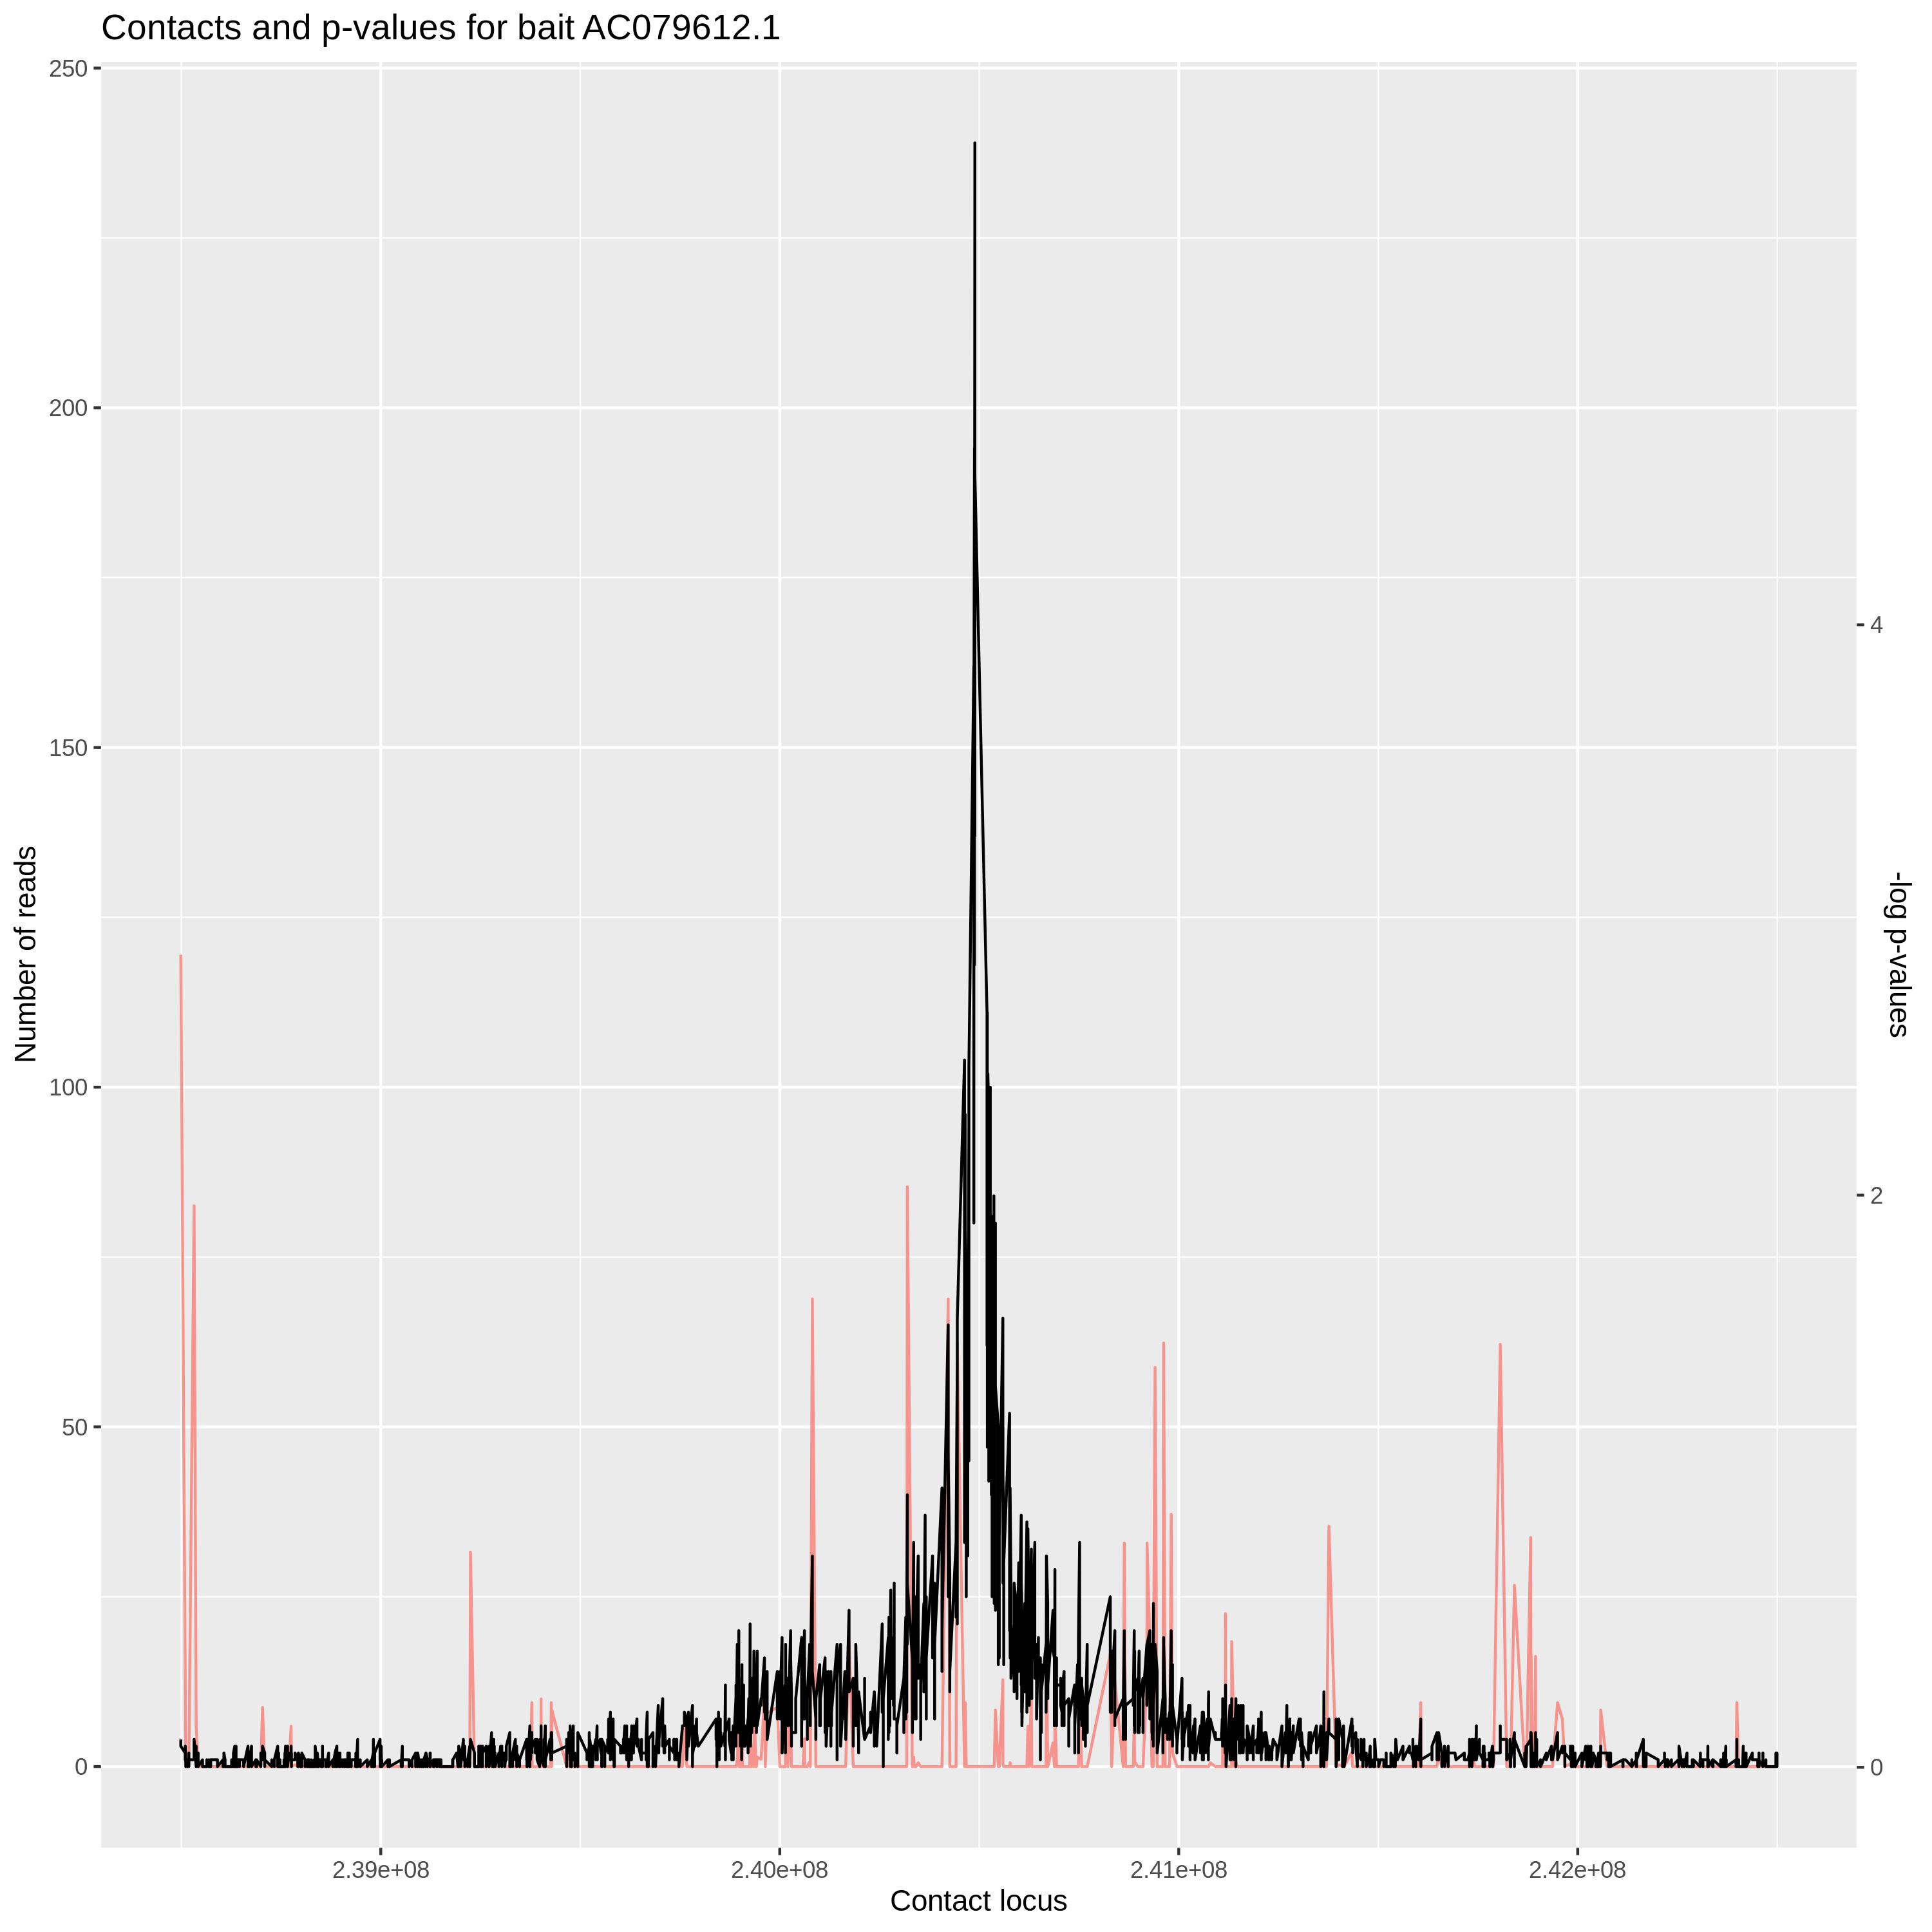 Contacts and p-values for bait AC079612.1
250
200
150
100
50
0
Number of reads
4
2
0
-log p-values
2.39e+08
2.40e+08
2.41e+08
2.42e+08
Contact locus